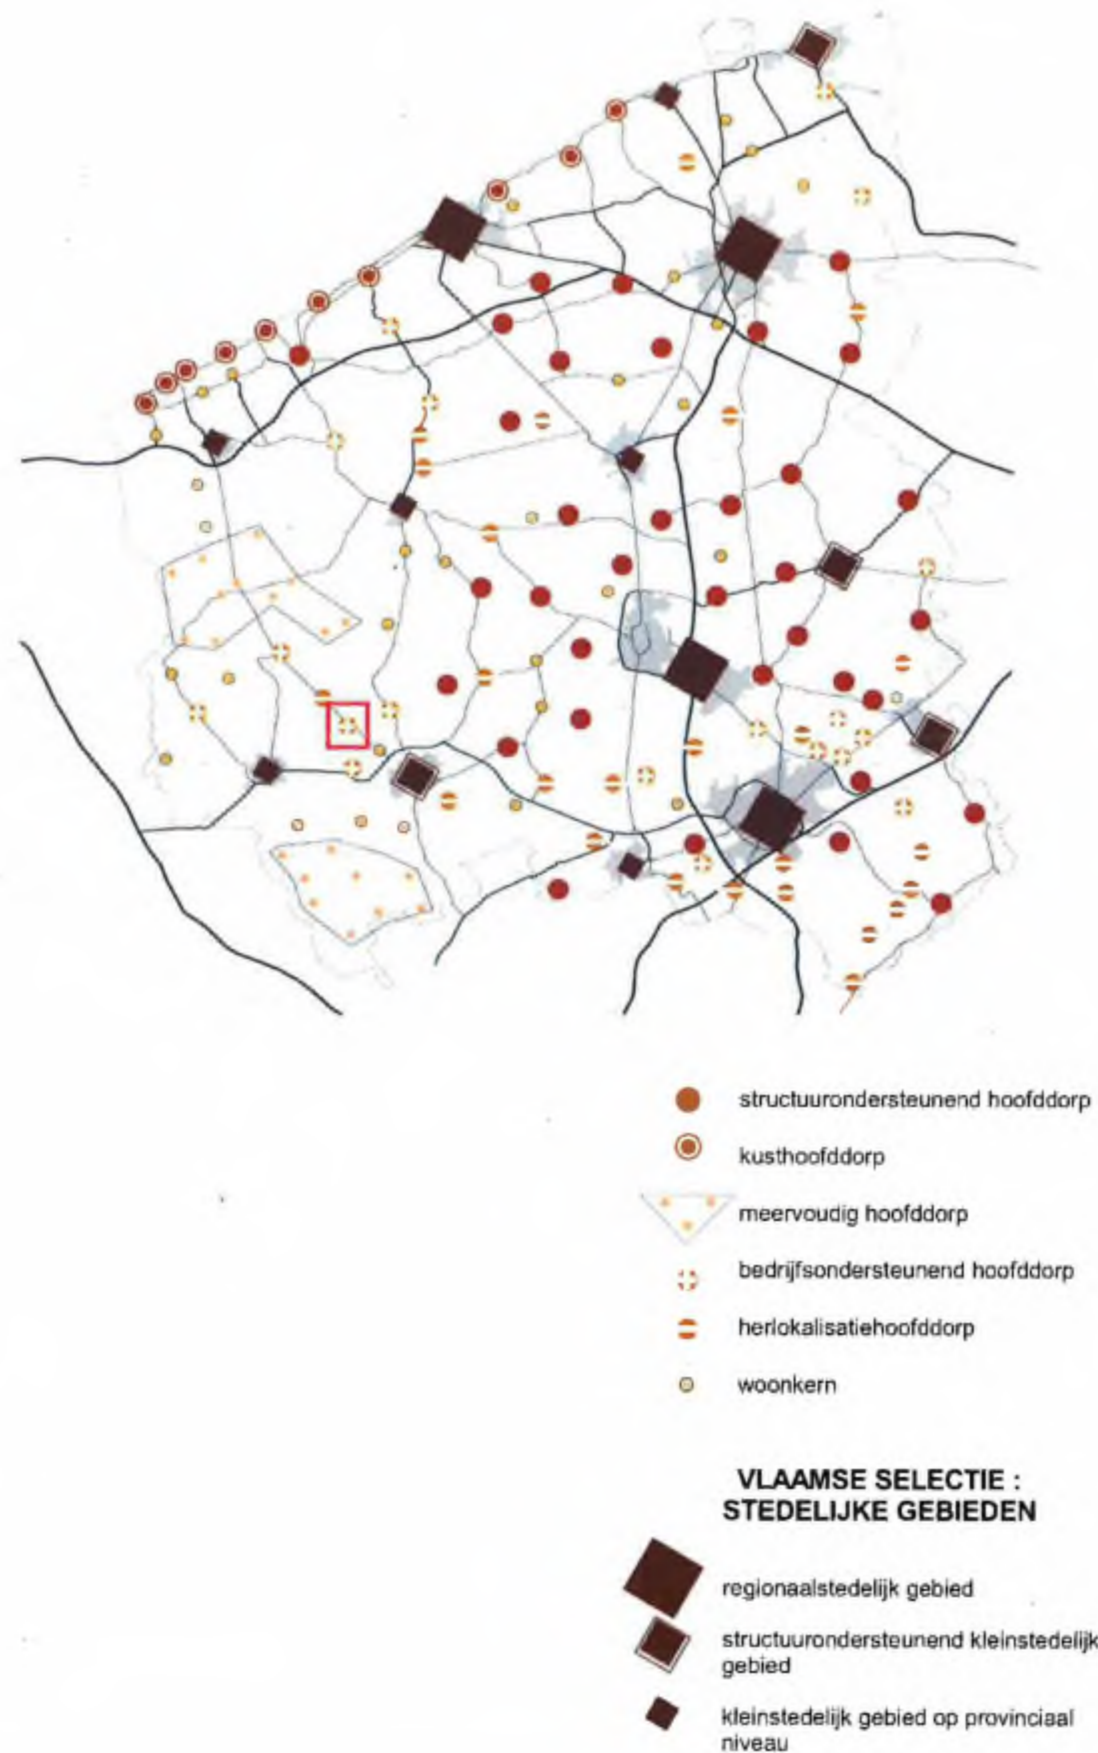 structuurondersteunend hoofddorp
kusthoofddorp
meervoudig hoofddorp
bedrijfsondersteunend hoofddorp
herlokalisatiehoofddorp
woonkern
VLAAMSE SELECTIE :
STEDELIJKE GEBIEDEN
regionaalstedelijk gebied
structuurondersteunend kleinstedelijk
gebied
kleinstedelijk gebied op provinciaal
niveau